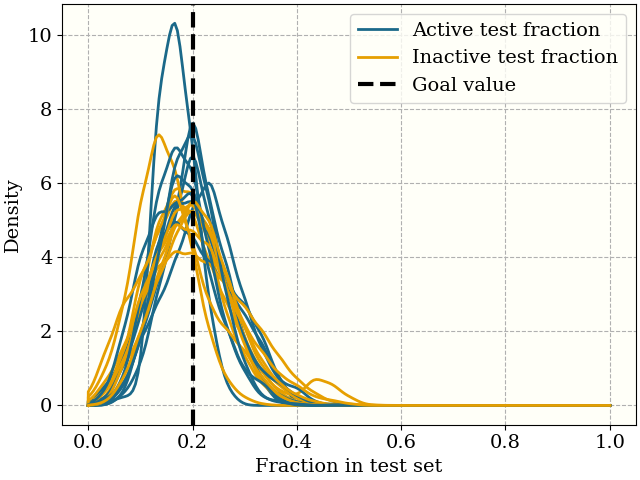 Active test fraction
Inactive test fraction
Goal value
Density
10
8
6
4
2
0
0.0 0.2 0.4 0.6 0.8 1.0
Fraction in test set